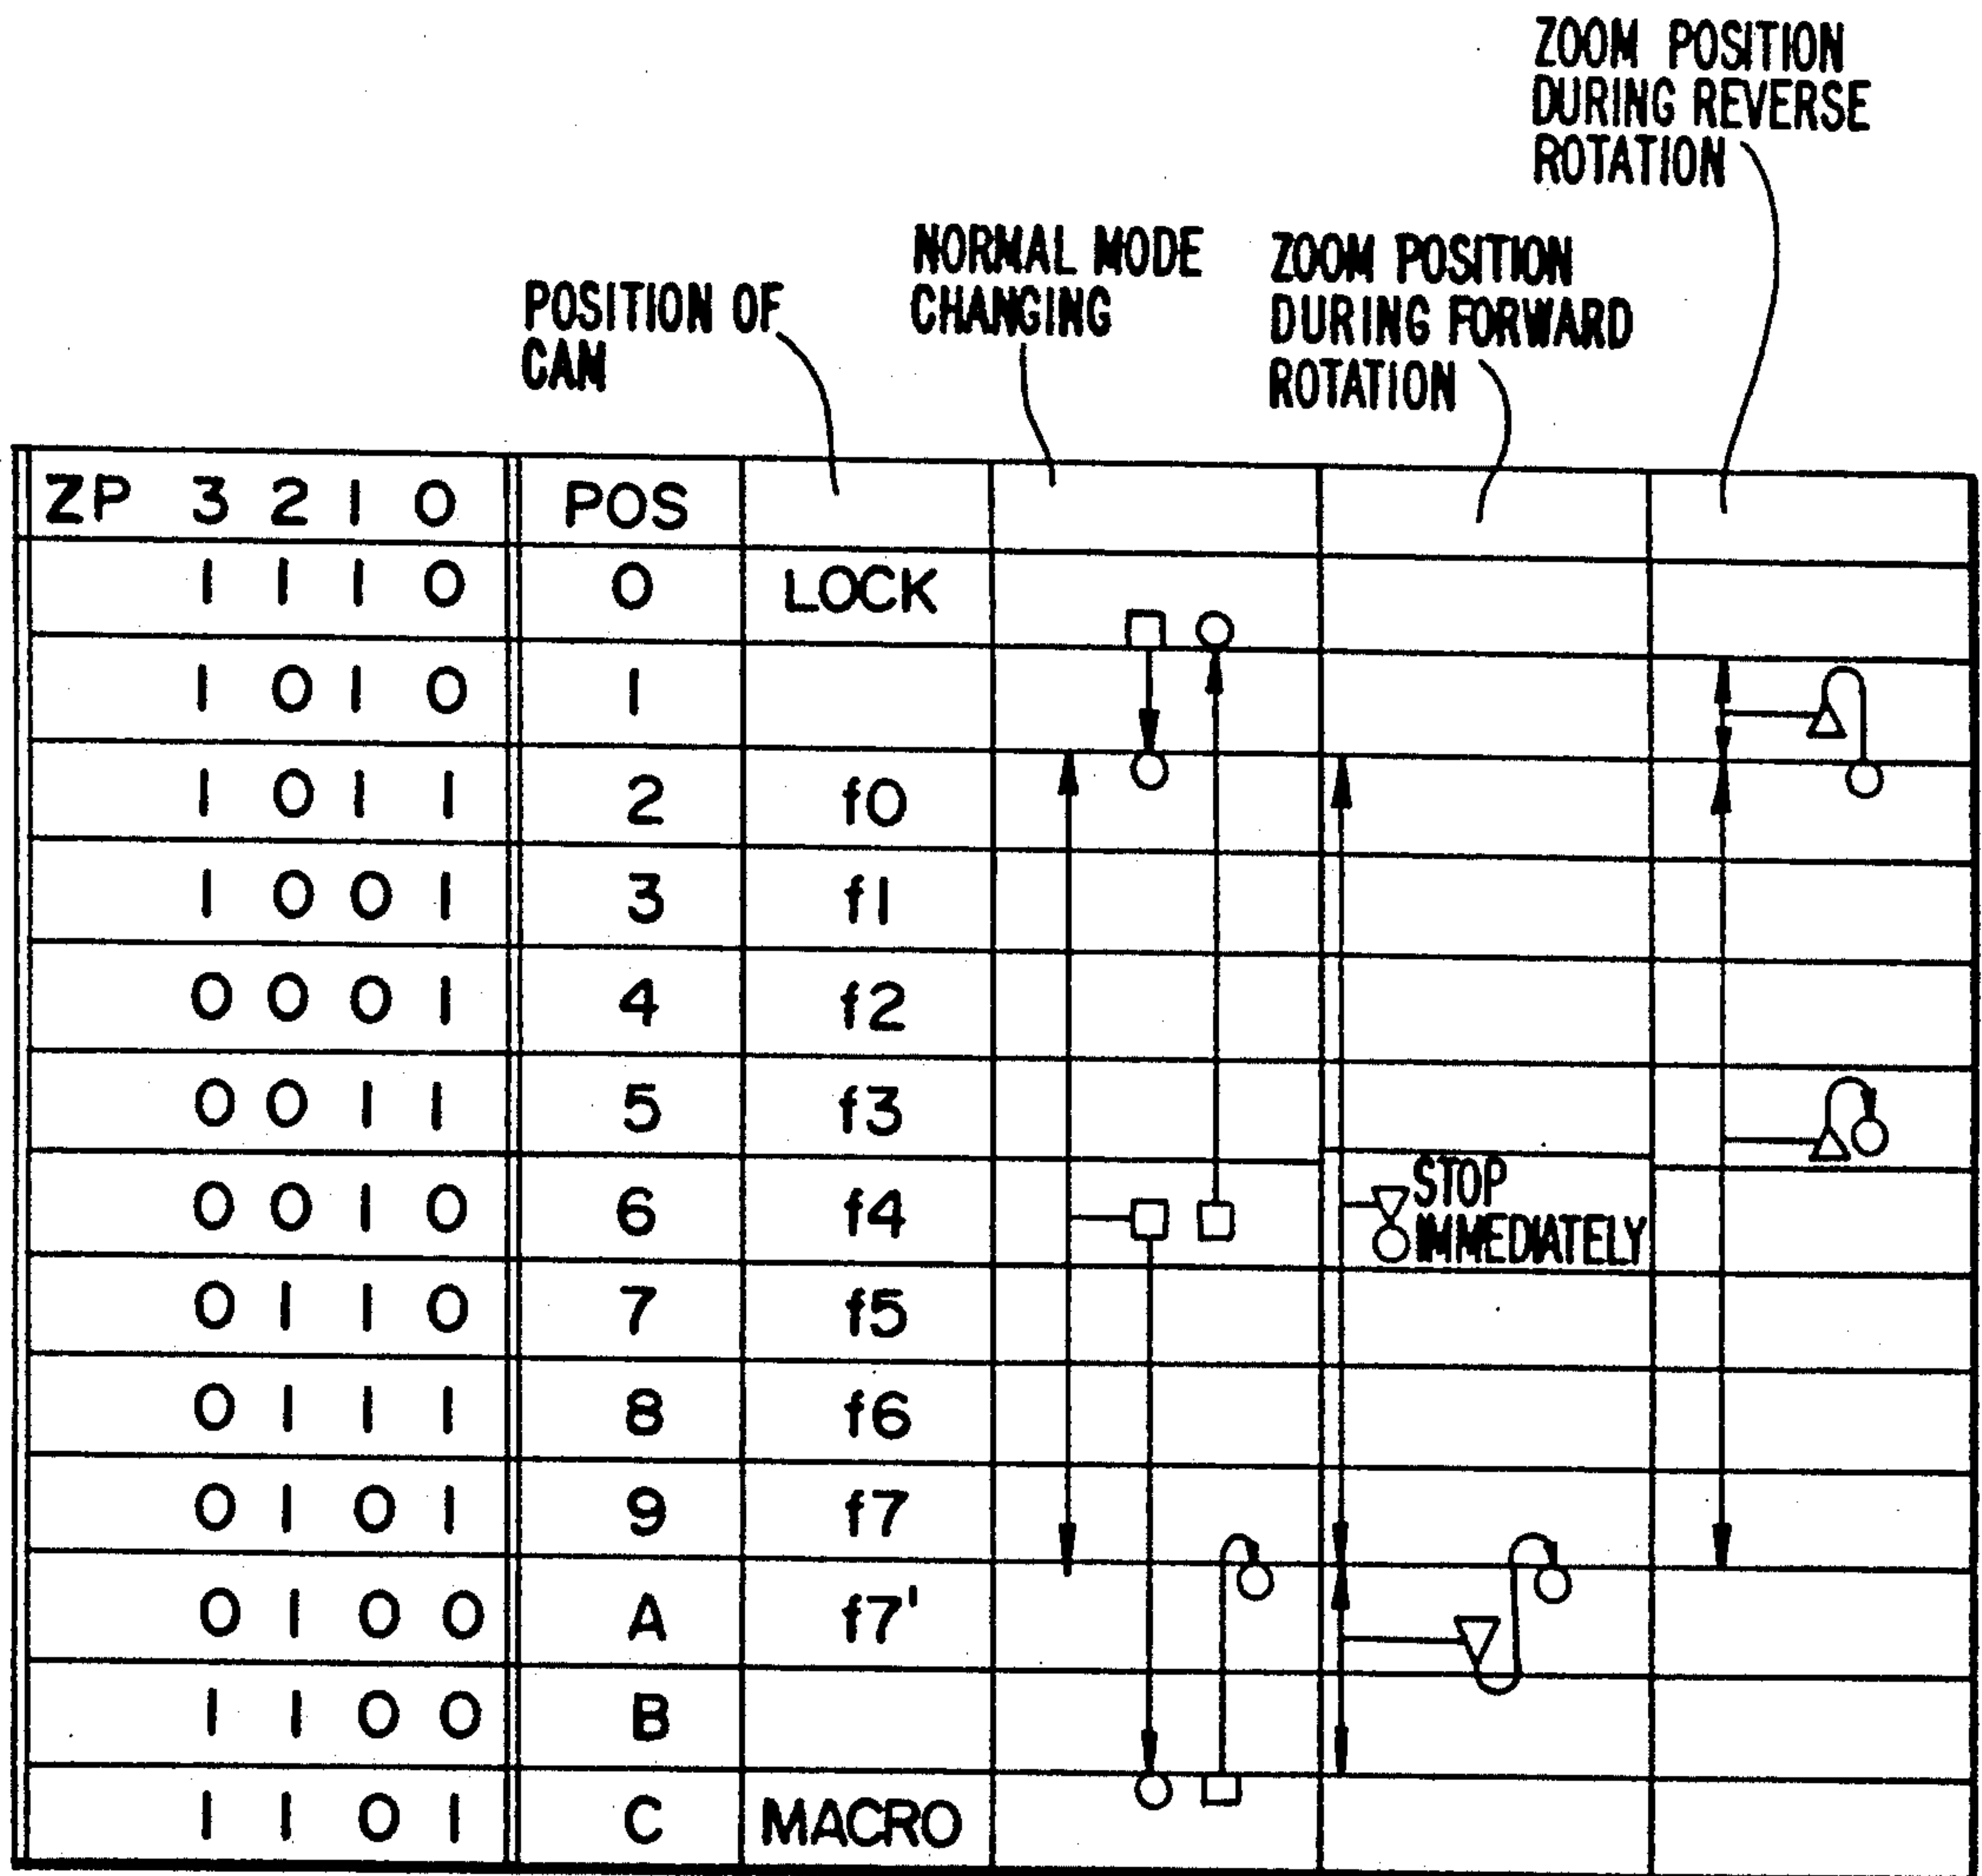 ZOOM POSITION
DURING REVERSE
ROTATION
NORMAL MODE
CHANGING
ZOOM POSITION
DURING FORWARD
ROTATION
POSITION OF
CAM
ZP 3 2 1 0 POS
1 1 1 0 0 LOCK
1 0 1 0 1
1 0 1 1 2 f0
1 0 0 1 3 f1
0 0 0 1 4 f2
0 0 1 1 5 f3
0 0 1 0 6 f4 STOP
IMMEDIATELY
0 1 1 0 7 f5
0 1 1 1 8 f6
0 1 0 1 9 f7
0 1 0 0 A f7'
1 1 0 0 B
1 1 0 1 C MACRO